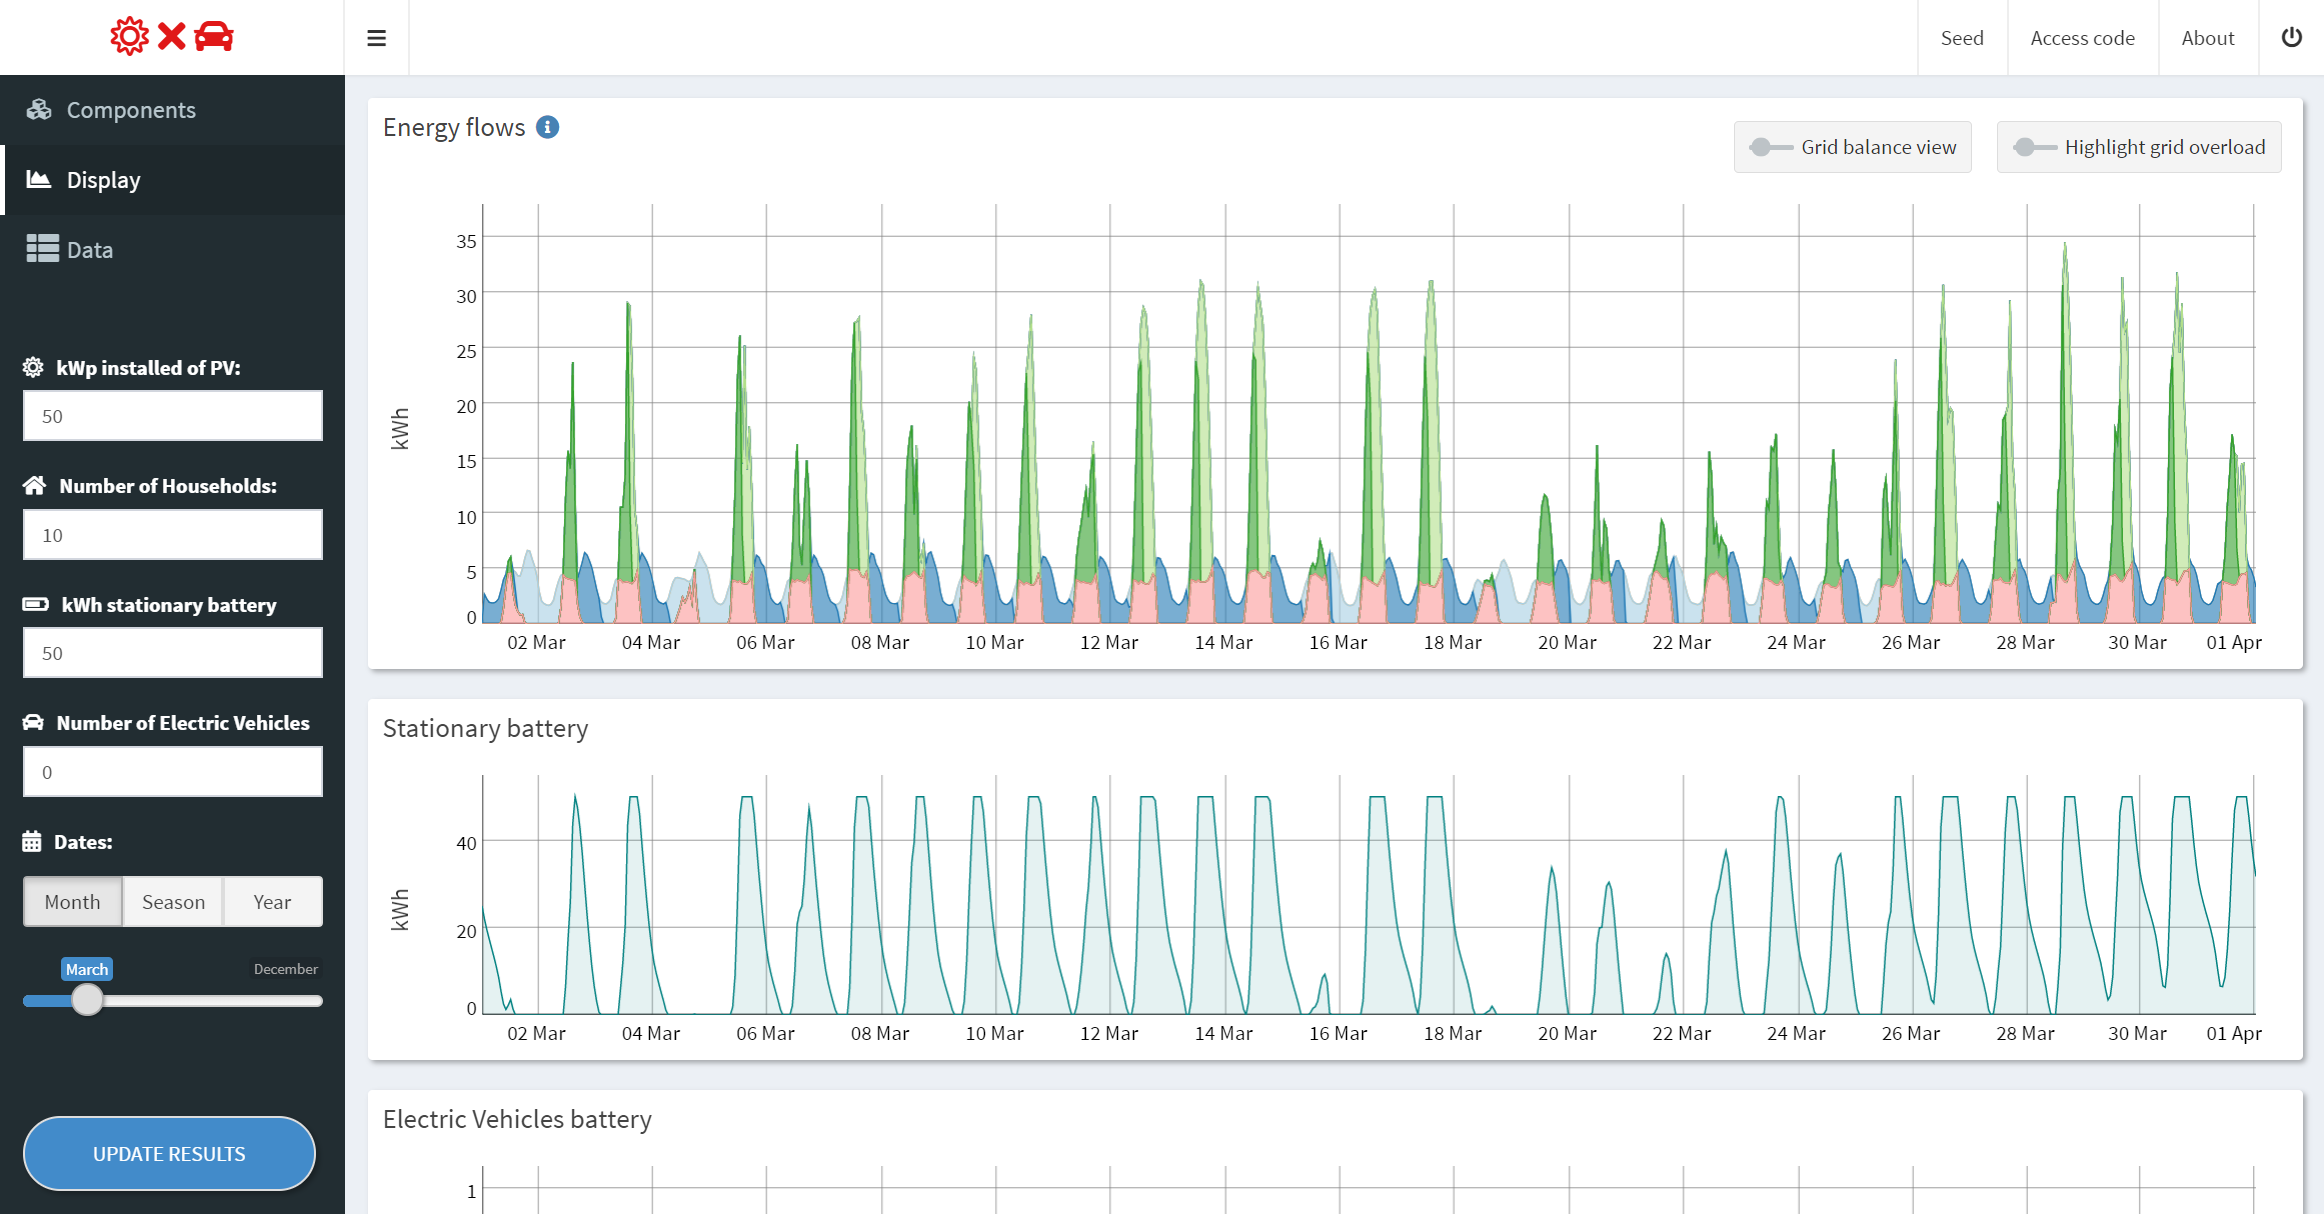 Seed
Access code
About
Components
Display
Data
kWp installed of PV:
50
Number of Households:
10
kWh stationary battery
50
Number of Electric Vehicles
0
Dates:
Month Season Year
March December
UPDATE RESULTS
Energy flows
Grid balance view
Highlight grid overload
kWh
35
30
25
20
15
10
5
0
02 Mar 04 Mar 06 Mar 08 Mar 10 Mar 12 Mar 14 Mar 16 Mar 18 Mar 20 Mar 22 Mar 24 Mar 26 Mar 28 Mar 30 Mar 01 Apr
Stationary battery
kWh
40
20
0
02 Mar 04 Mar 06 Mar 08 Mar 10 Mar 12 Mar 14 Mar 16 Mar 18 Mar 20 Mar 22 Mar 24 Mar 26 Mar 28 Mar 30 Mar 01 Apr
Electric Vehicles battery
1